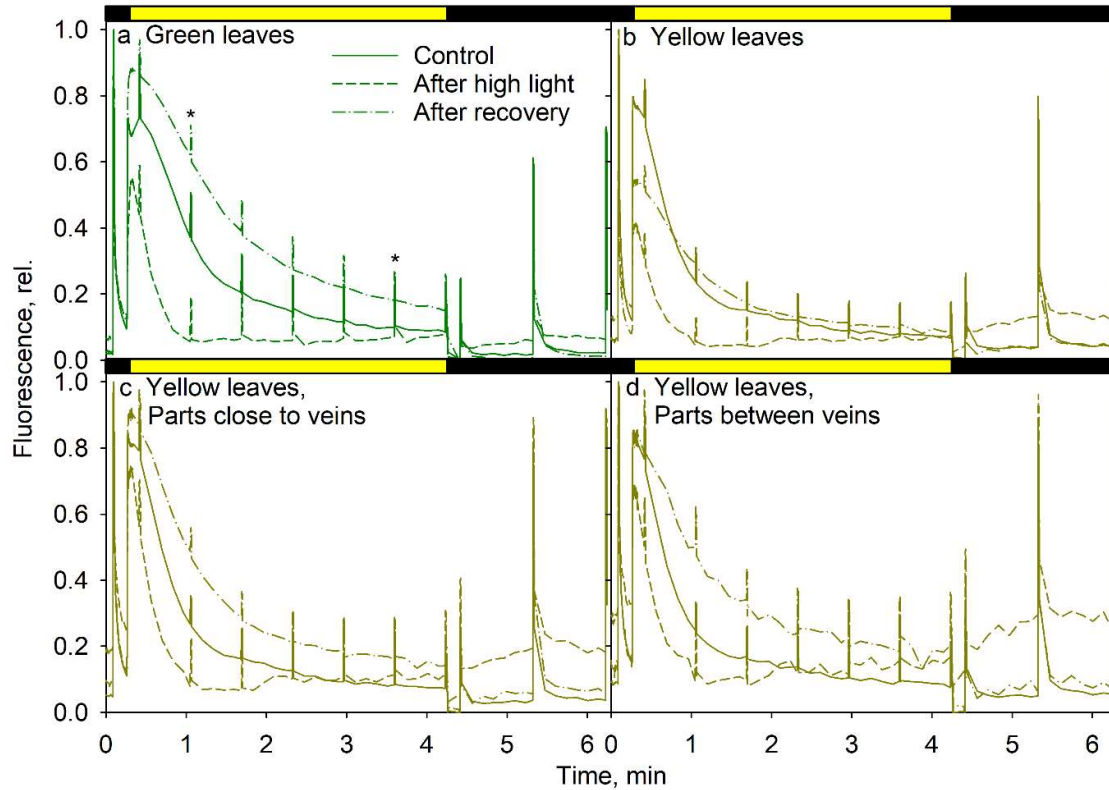 a Green leaves
Control
After high light
After recovery
*
*
b Yellow leaves
c Yellow leaves,
Parts close to veins
d Yellow leaves,
Parts between veins
Fluorescence, rel.
1.0
0.8
0.6
0.4
0.2
0.0
1.0
0.8
0.6
0.4
0.2
0.0
0 1 2 3 4 5 6
0 1 2 3 4 5 6
Time, min